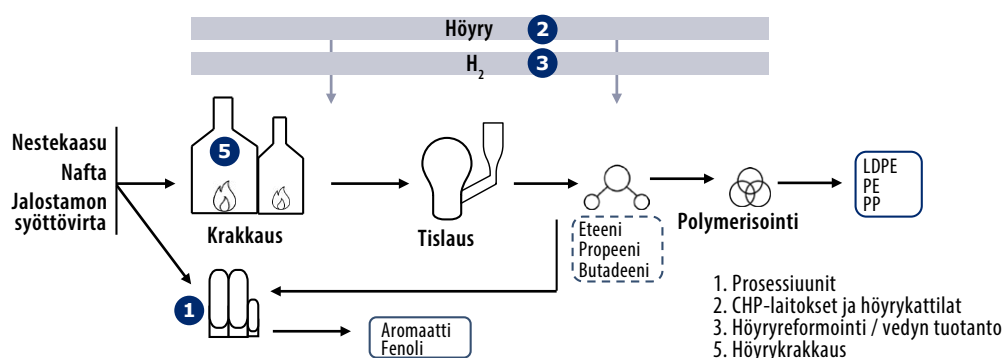 Höyry 2
H2 3
Nestekaasu
Nafta
Jalostamon
syöttövirta
5
Krakkaus
Tislaus
Eteeni
Propeeni
Butadeeni
Polymerisointi
LDPE
PE
PP
1
Aromaatti
Fenoli
1. Prosessiuunit
2. CHP-laitokset ja höyrykattilat
3. Höyryreformointi / vedyn tuotanto
5. Höyrykrakkaus